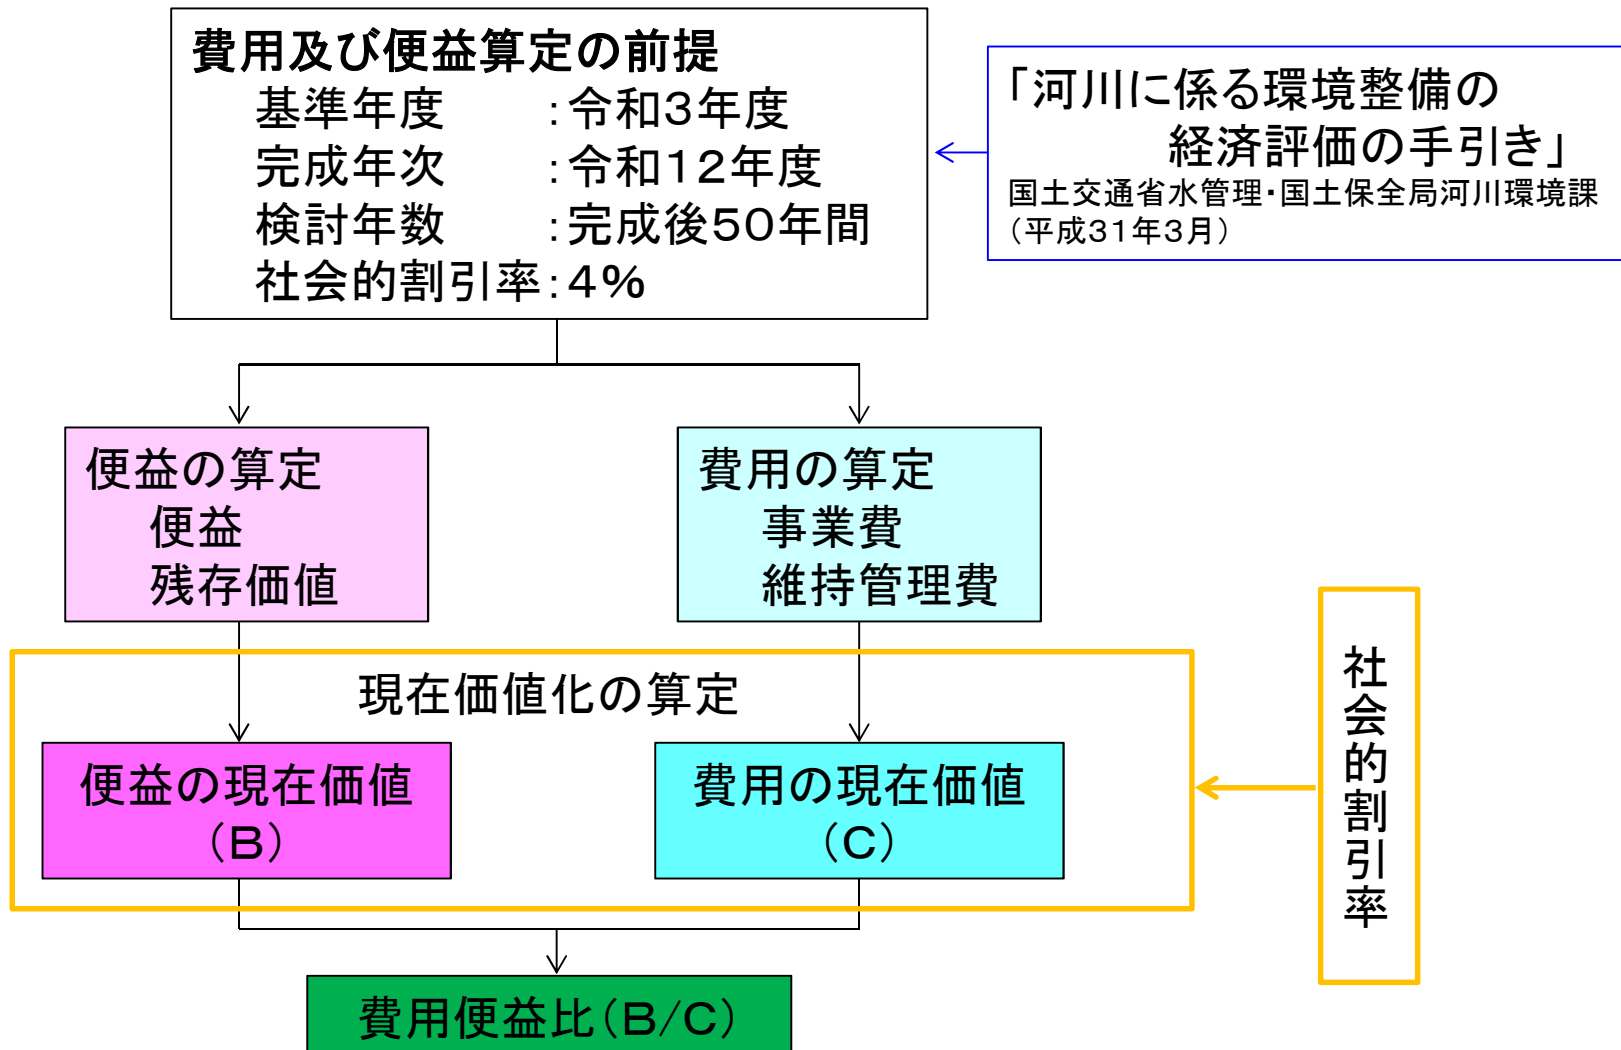 費用及び便益算定の前提
基準年度　　：令和3年度
完成年次　　：令和12年度
検討年数　　：完成後50年間
社会的割引率：4%
「河川に係る環境整備の
経済評価の手引き」
国土交通省水管理・国土保全局河川環境課
（平成31年3月）
便益の算定
便益
残存価値
費用の算定
事業費
維持管理費
現在価値化の算定
便益の現在価値
（B）
費用の現在価値
（C）
社会的割引率
費用便益比（B/C）